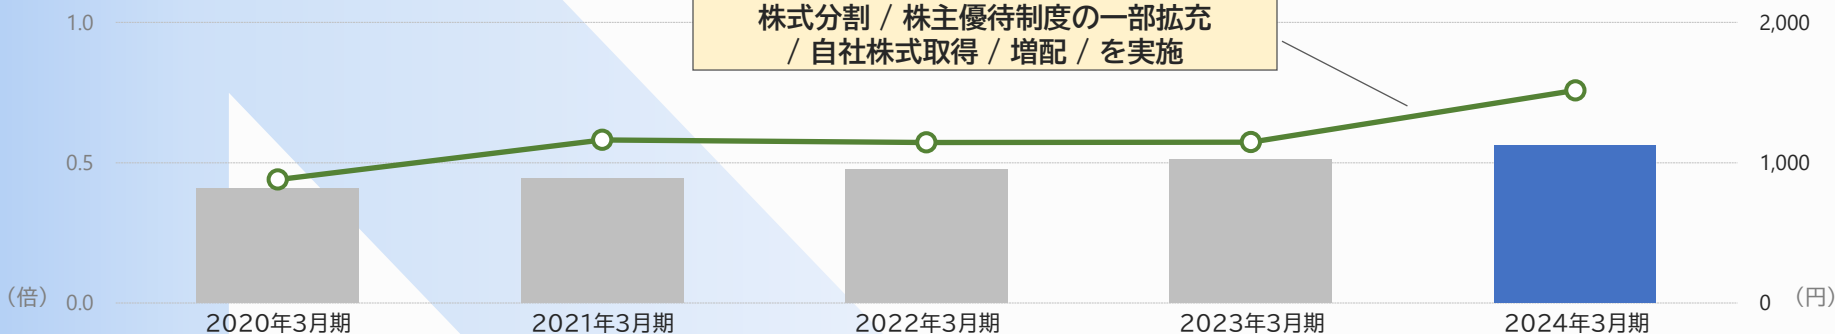 株式分割 / 株主優待制度の一部拡充
/ 自社株式取得 / 増配 / を実施
1.0
2,000
0.5
1,000
（倍） 0.0
0 （円）
2020年3月期 2021年3月期 2022年3月期 2023年3月期 2024年3月期